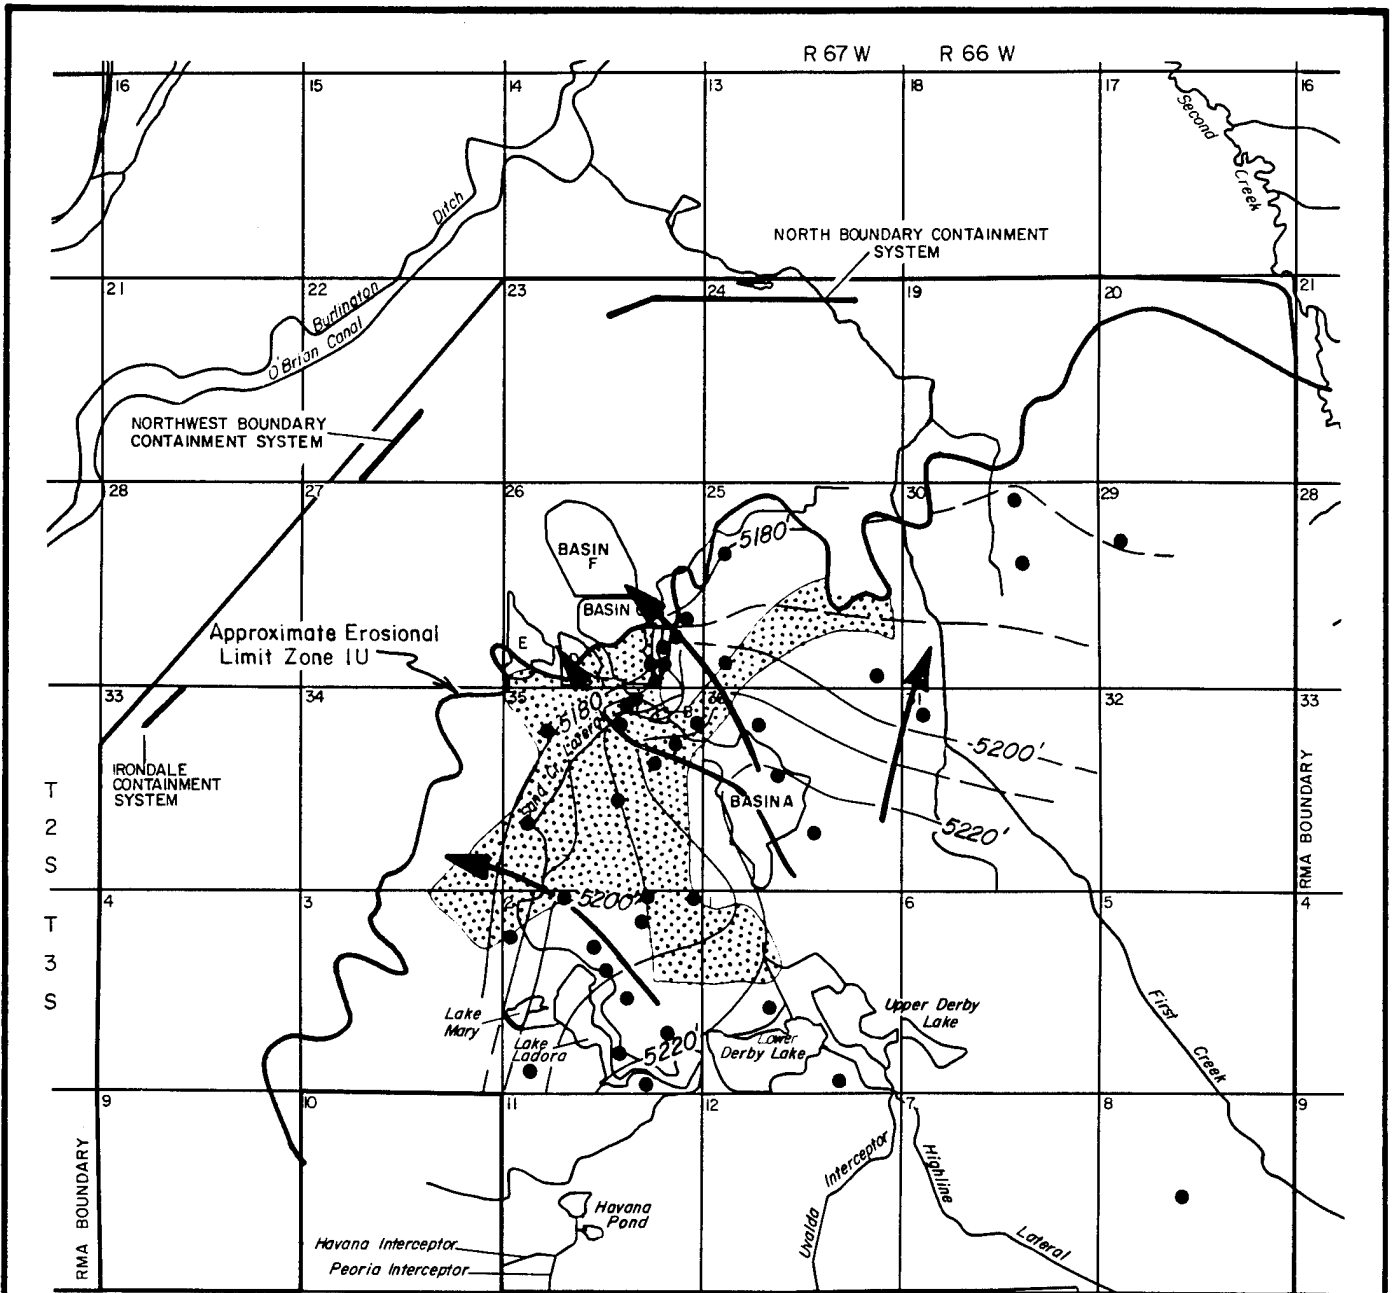 R 67 W R 66 W
16 15 14 13 18 17 16
Second
Creek
Ditch
NORTH BOUNDARY CONTAINMENT
SYSTEM
21 22 23 24 19 20 21
Burlington
O'Brian Canal
NORTHWEST BOUNDARY
CONTAINMENT SYSTEM
28 27 26 25 30 29 28
5180'
BASIN
F
BASIN
Approximate Erosional
Limit Zone 1U
E
33 34 35 36 32 33
5180'
B
Sand Cr. Lateral
5200'
IRONDALE
CONTAINMENT
SYSTEM
BASIN A
5220'
RMA BOUNDARY
T
2
S
T
3
S
4 3 2 1 6 5 4
5200'
Lake
Mary
Lake
Ladora
5220'
Lower
Derby Lake
Upper Derby
Lake
First
Creek
9 10 11 12 7 8 9
RMA BOUNDARY
Uvalda
Interceptor
Highline
Lateral
Havana
Pond
Havana Interceptor
Peoria Interceptor